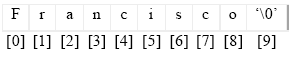 F r a n c i s c o '\0'
[0] [1] [2] [3] [4] [5] [6] [7] [8] [9]